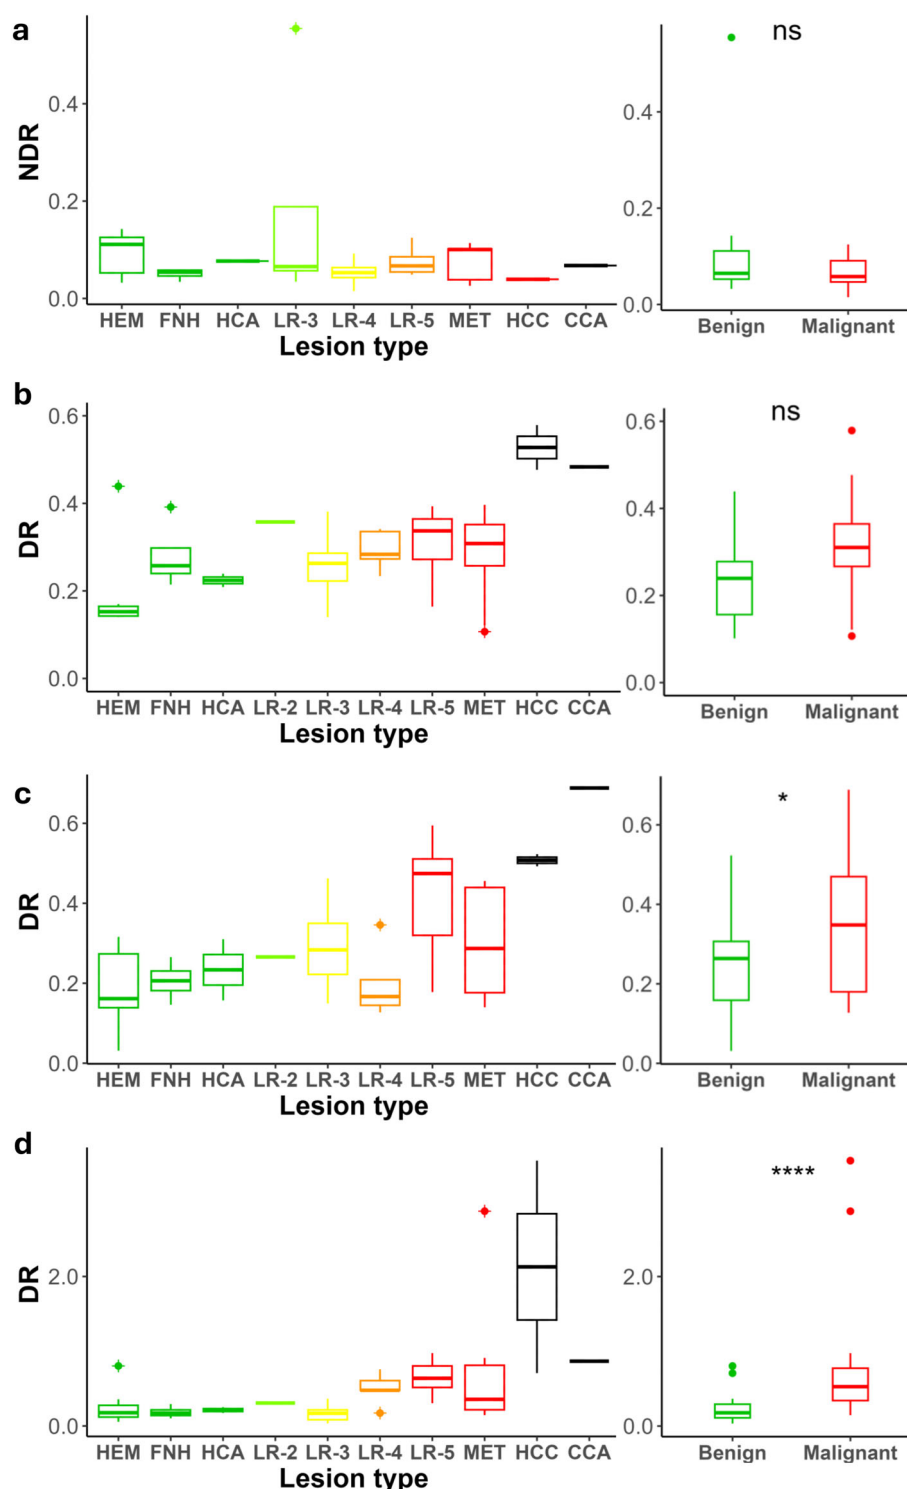 a
NDR
0.4
0.2
0.0
HEM FNH HCA LR-3 LR-4 LR-5 MET HCC CCA
Lesion type
ns
0.4
0.2
0.0
Benign Malignant
b
DR
0.6
0.4
0.2
0.0
HEM FNH HCA LR-2 LR-3 LR-4 LR-5 MET HCC CCA
Lesion type
ns
0.6
0.4
0.2
0.0
Benign Malignant
c
DR
0.6
0.4
0.2
0.0
HEM FNH HCA LR-2 LR-3 LR-4 LR-5 MET HCC CCA
Lesion type
*
0.6
0.4
0.2
0.0
Benign Malignant
d
DR
2.0
0.0
HEM FNH HCA LR-2 LR-3 LR-4 LR-5 MET HCC CCA
Lesion type
****
2.0
0.0
Benign Malignant